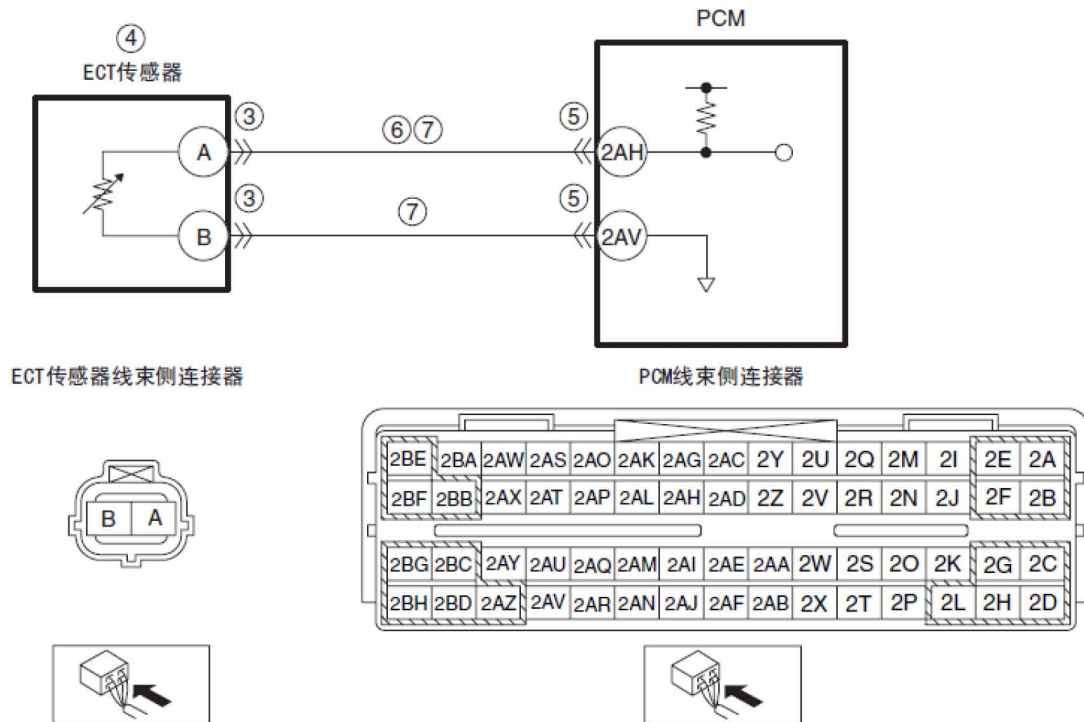 PCM
④
ECT传感器
③ ⑥⑦ ⑤
A 2AH
③ ⑦ ⑤
B 2AV
ECT传感器线束侧连接器
PCM线束侧连接器
B A
2BE 2BA 2AW 2AS 2AO 2AK 2AG 2AC 2Y 2U 2Q 2M 2I 2E 2A
2BF 2BB 2AX 2AT 2AP 2AL 2AH 2AD 2Z 2V 2R 2N 2J 2F 2B
2BG 2BC 2AY 2AU 2AQ 2AM 2AI 2AE 2AA 2W 2S 2O 2K 2G 2C
2BH 2BD 2AZ 2AV 2AR 2AN 2AJ 2AF 2AB 2X 2T 2P 2L 2H 2D